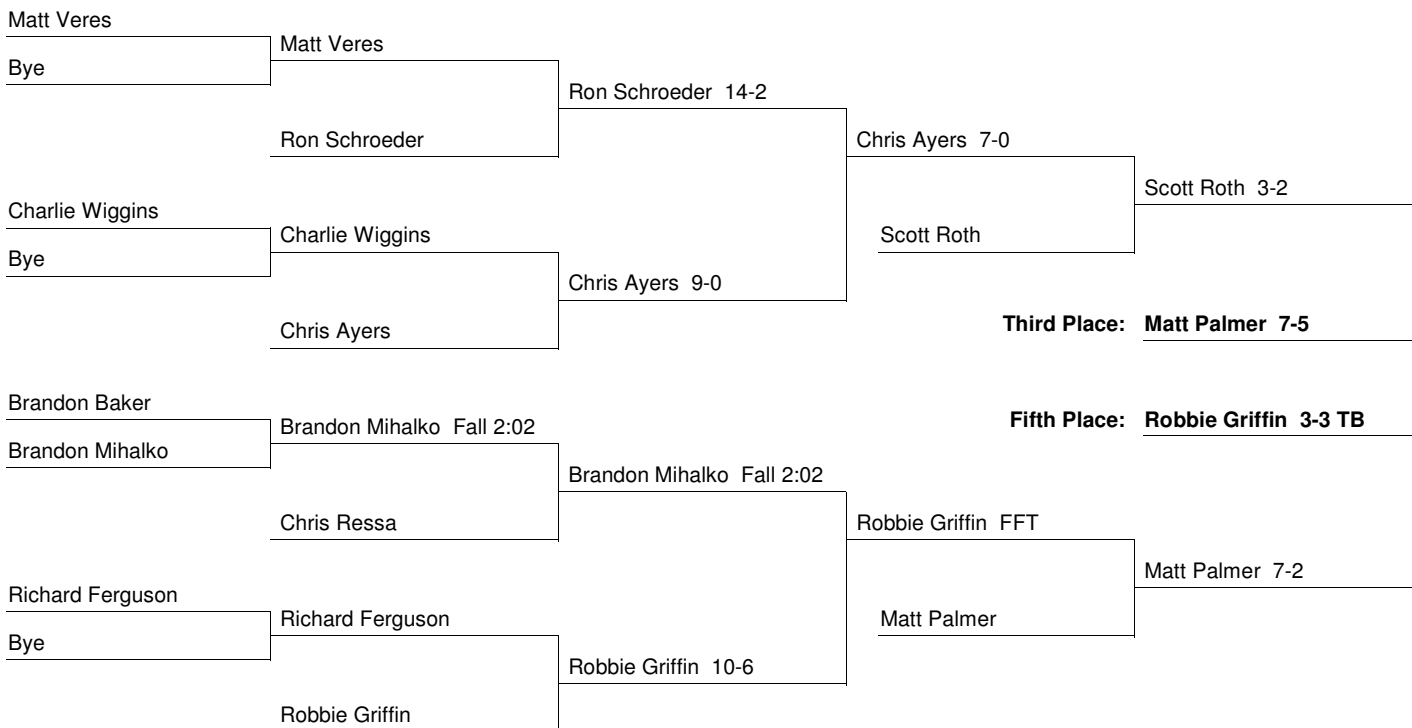 Matt Veres
Matt Veres
Bye
Ron Schroeder 14-2
Ron Schroeder
Chris Ayers 7-0
Scott Roth 3-2
Charlie Wiggins
Charlie Wiggins
Scott Roth
Bye
Chris Ayers 9-0
Chris Ayers
Third Place: Matt Palmer 7-5
Brandon Baker
Brandon Mihalko Fall 2:02
Fifth Place: Robbie Griffin 3-3 TB
Brandon Mihalko
Brandon Mihalko Fall 2:02
Chris Ressa
Robbie Griffin FFT
Matt Palmer 7-2
Richard Ferguson
Richard Ferguson
Matt Palmer
Bye
Robbie Griffin 10-6
Robbie Griffin